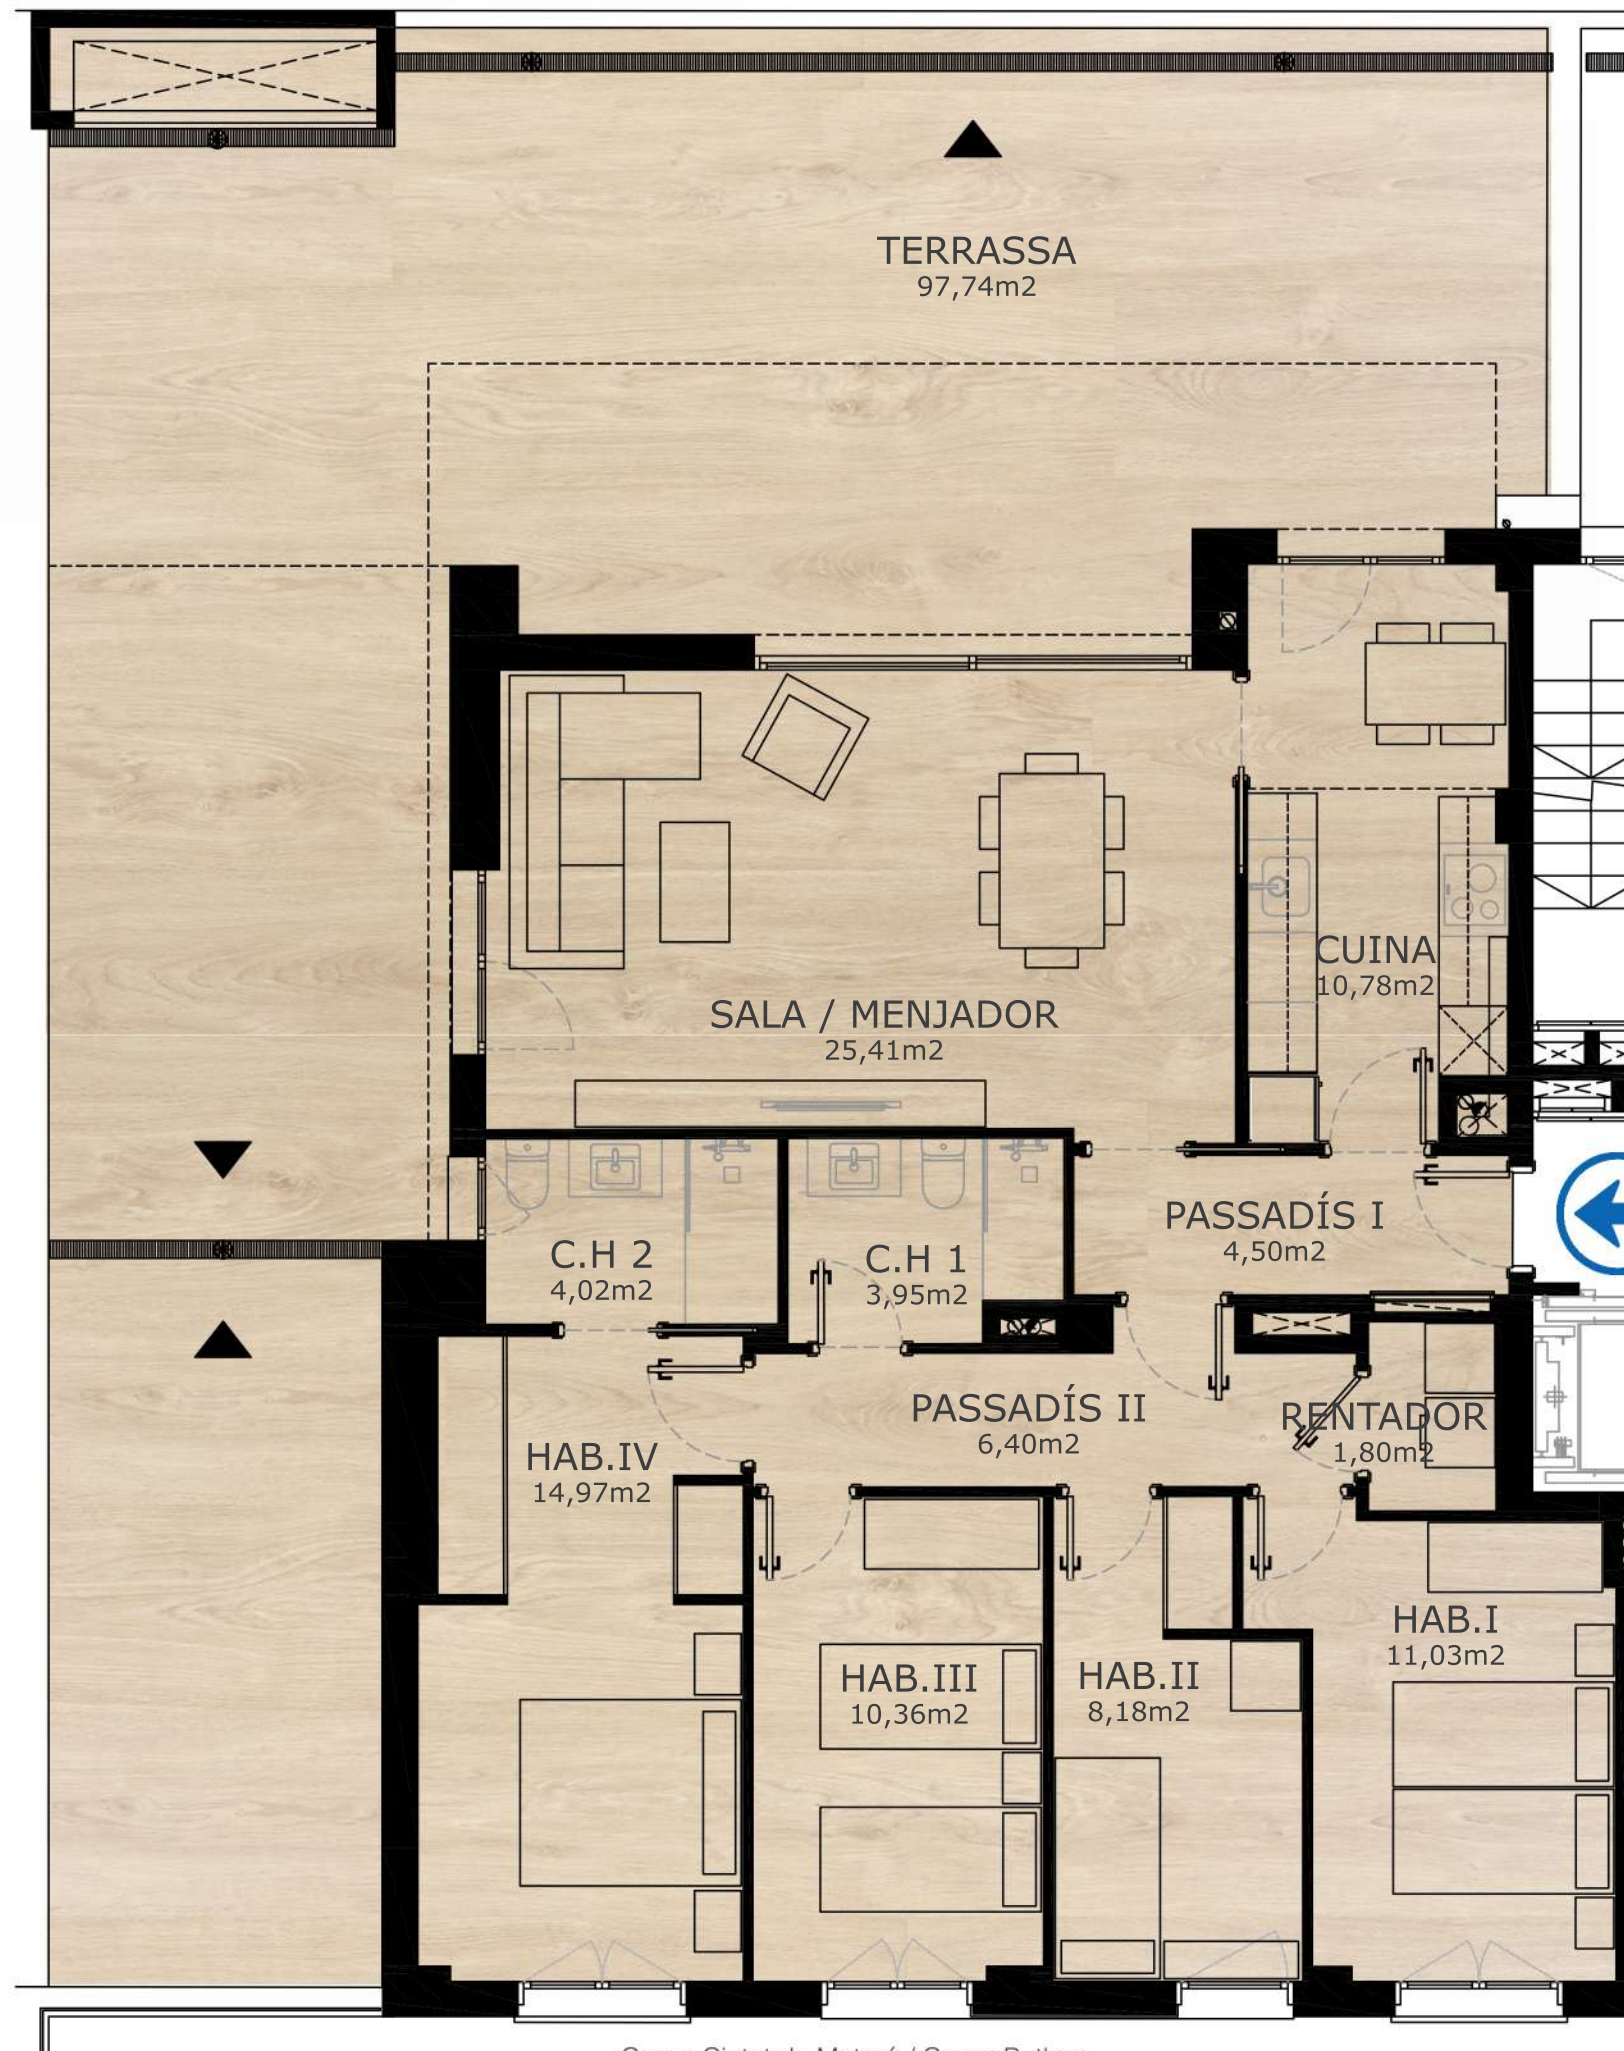 TERRASSA
97,74m2
CUINA
10,78m2
SALA / MENJADOR
25,41m2
PASSADÍS I
4,50m2
C.H 2
4,02m2
C.H 1
3,95m2
PASSADÍS II
6,40m2
RENTADOR
1,80m2
HAB.IV
14,97m2
HAB.I
11,03m2
HAB.III
10,36m2
HAB.II
8,18m2